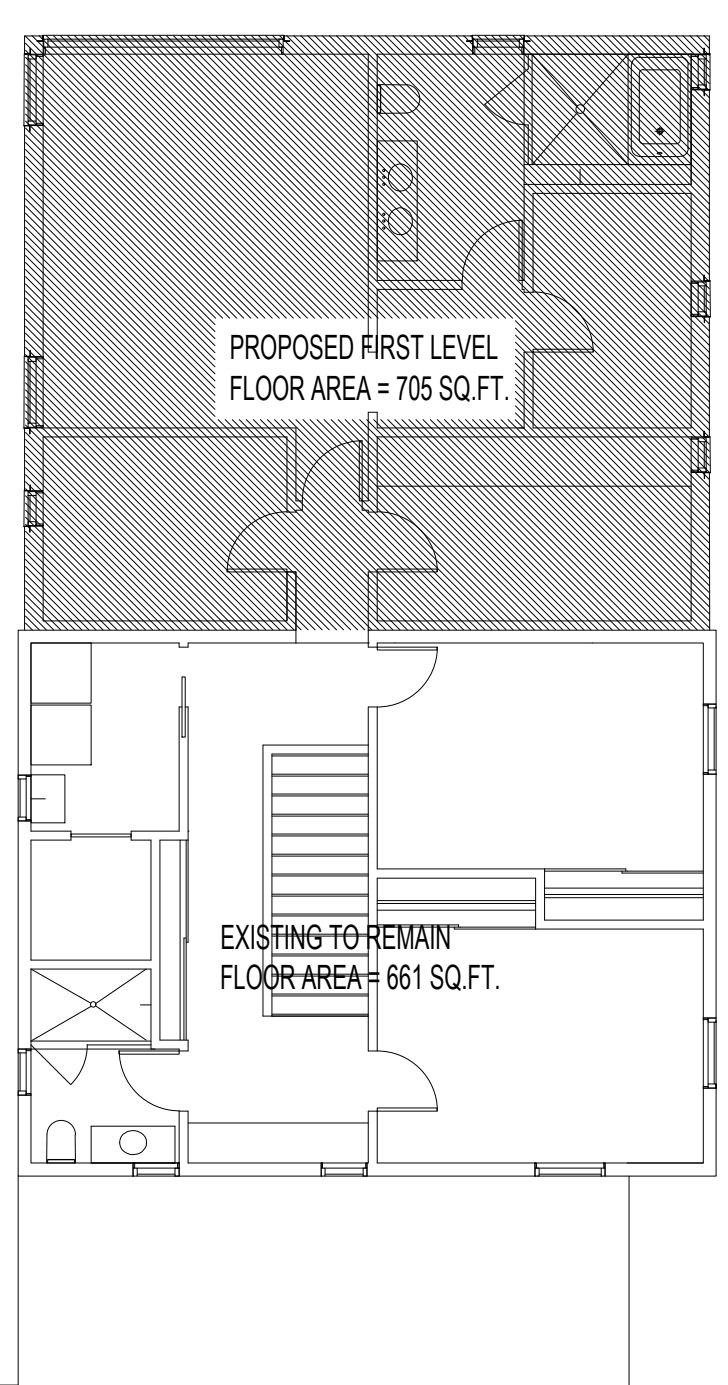 PROPOSED FIRST LEVEL
FLOOR AREA = 705 SQ.FT.
EXISTING TO REMAIN
FLOOR AREA = 661 SQ.FT.